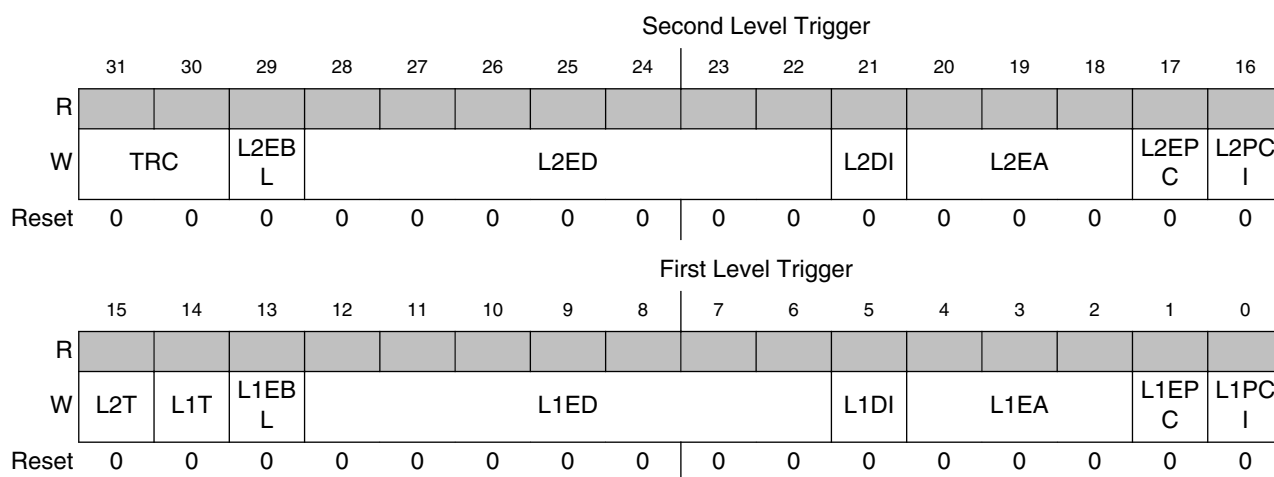 Second Level Trigger
31 30 29 28 27 26 25 24 23 22 21 20 19 18 17 16
R
W TRC L2EB L2ED L2DI L2EA L2EP L2PC
L C I
Reset 0 0 0 0 0 0 0 0 0 0 0 0 0 0 0 0
First Level Trigger
15 14 13 12 11 10 9 8 7 6 5 4 3 2 1 0
R
W L2T L1T L1EB L1ED L1DI L1EA L1EP L1PC
L C I
Reset 0 0 0 0 0 0 0 0 0 0 0 0 0 0 0 0